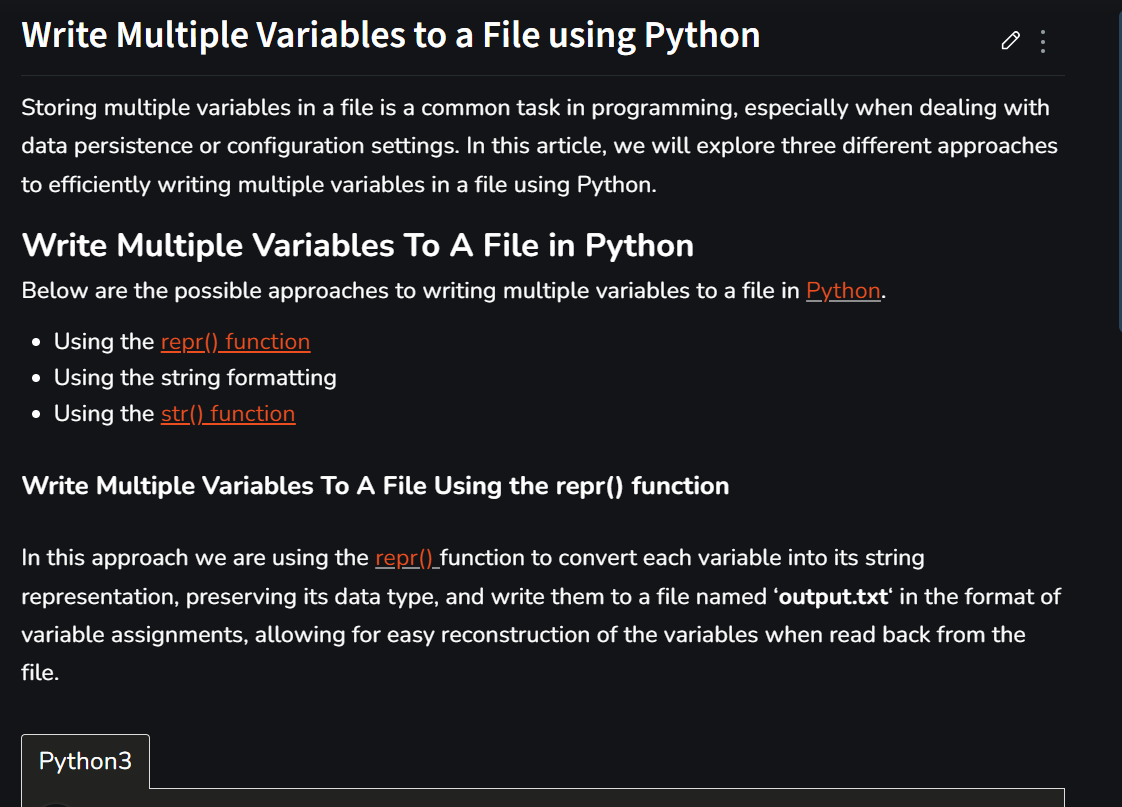 Write Multiple Variables to a File using Python
Storing multiple variables in a file is a common task in programming, especially when dealing with
data persistence or configuration settings. In this article, we will explore three different approaches
to efficiently writing multiple variables in a file using Python.
Write Multiple Variables To A File in Python
Below are the possible approaches to writing multiple variables to a file in Python.
• Using the repr() function
• Using the string formatting
• Using the str() function
Write Multiple Variables To A File Using the repr() function
In this approach we are using the repr() function to convert each variable into its string
representation, preserving its data type, and write them to a file named ‘output.txt‘ in the format of
variable assignments, allowing for easy reconstruction of the variables when read back from the
file.
Python3